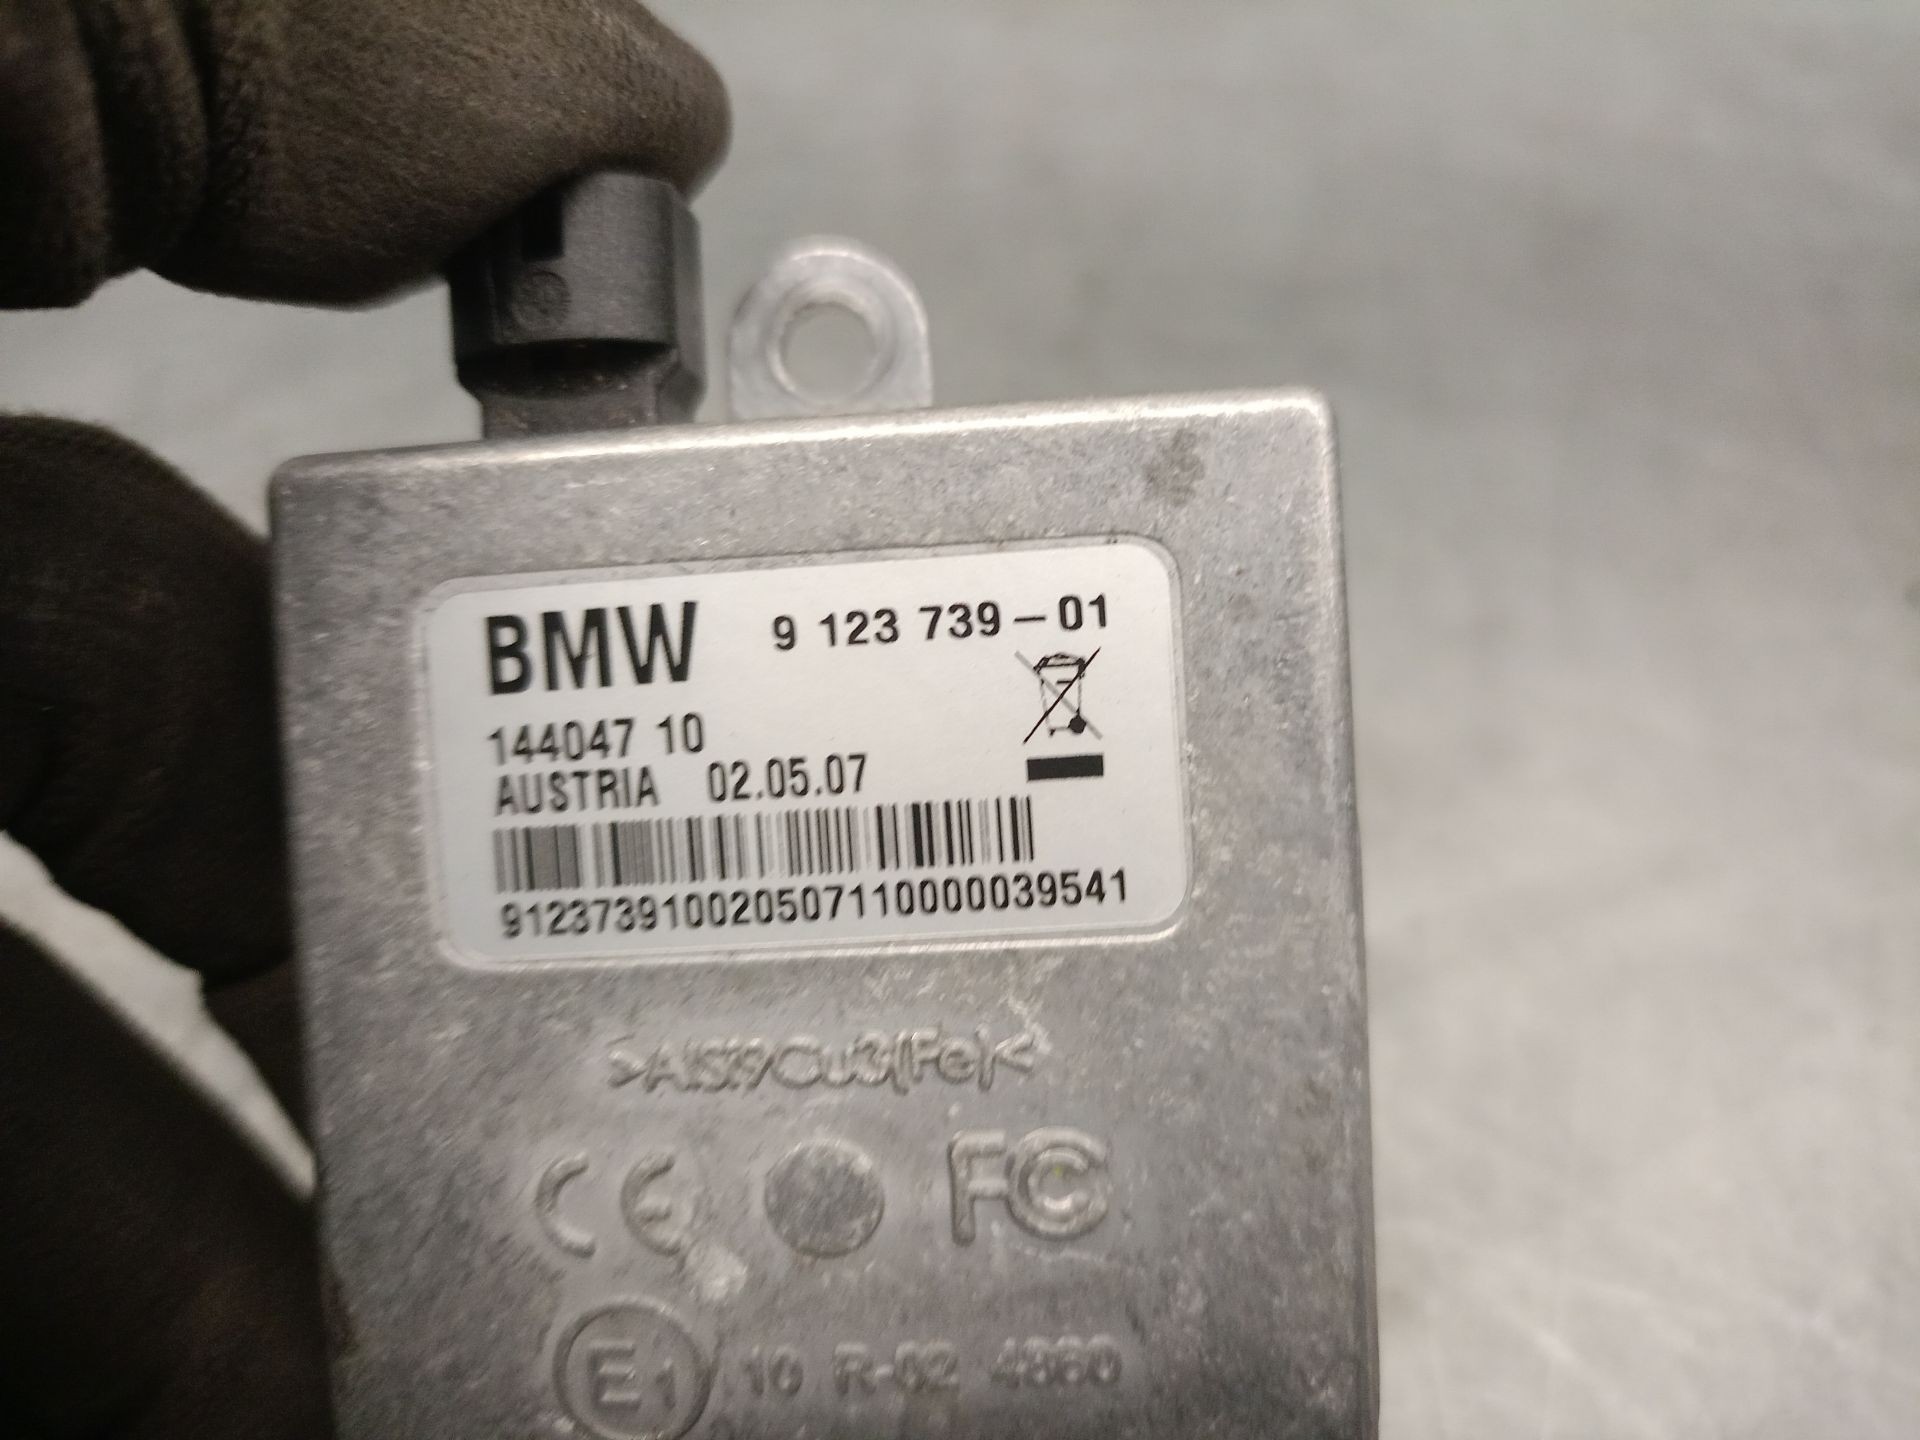 BMW 9 123 739-01
144047 10
AUSTRIA 02.05.07
91237391002050711000039541
>AlSi9Cu3(Fe)<
CE FC
E1 10 R-02 4860